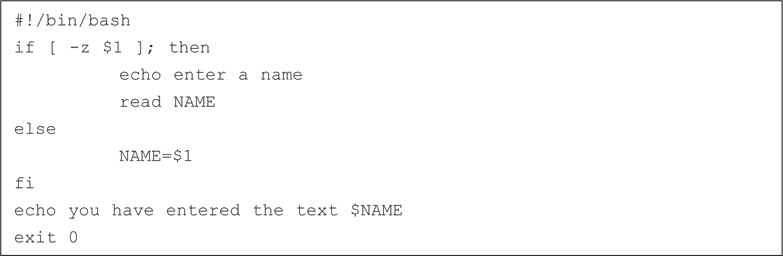 #!/bin/bash
if [ -z $1 ]; then
echo enter a name
read NAME
else
NAME=$1
fi
echo you have entered the text $NAME
exit 0